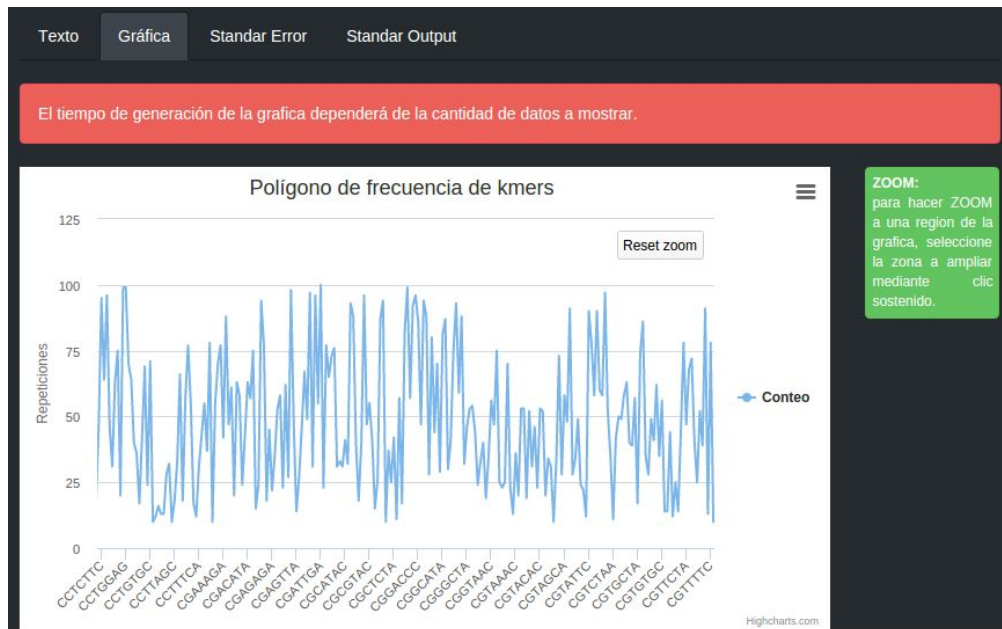 Texto Gráfica Standar Error Standar Output
El tiempo de generación de la grafica dependerá de la cantidad de datos a mostrar.
Polígono de frecuencia de kmers
Reset zoom
125
100
75
50
25
0
Repeticiones
CCTCTTC CCTGGAG CCTGTGC CCTTAGC CCTTTCA CGAAAGA CGACATA CGAGAGA CGAGTTA CGATTGA CGCATAC CGCGTAC CGCTCTA CGGACCC CGGCATA CGGGCTA CGGTAAC CGTAAAC CGTACAC CGTAGCA CGTATTC CGTCTAA CGTGCTA CGTGTGC CGTTCTA CGTTTTC
Conteo
Highcharts.com
ZOOM:
para hacer ZOOM
a una region de la
grafica, seleccione
la zona a ampliar
mediante clic
sostenido.